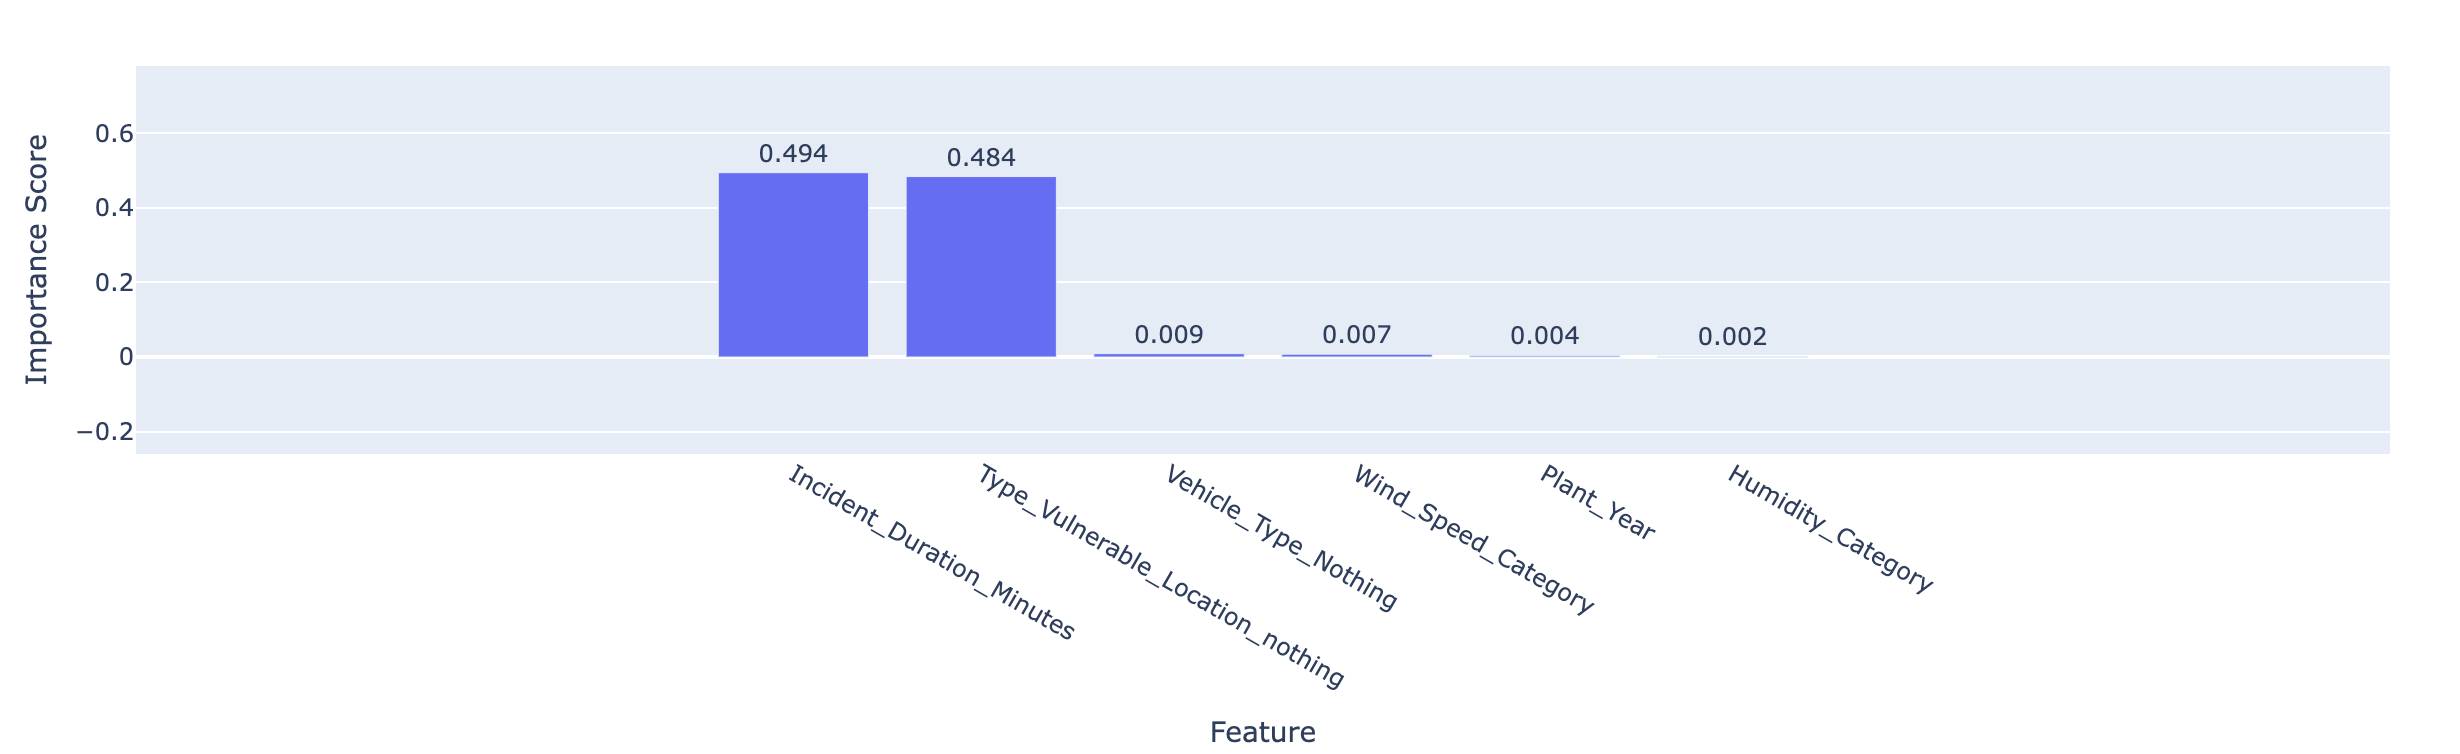 Importance Score
0.6
0.4
0.2
0
−0.2
0.494
0.484
0.009
0.007
0.004
0.002
Incident_Duration_Minutes
Type_Vulnerable_Location_nothing
Vehicle_Type_Nothing
Wind_Speed_Category
Plant_Year
Humidity_Category
Feature